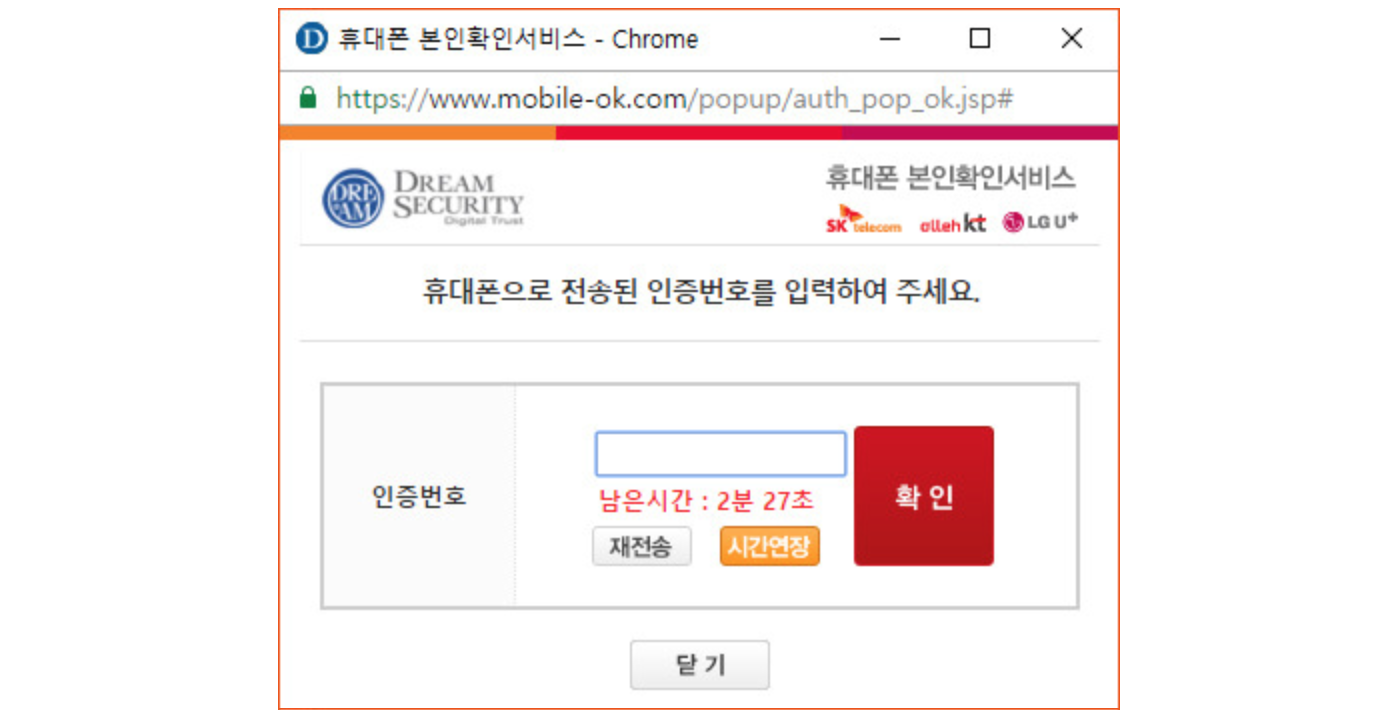 휴대폰 본인확인서비스 - Chrome
https://www.mobile-ok.com/popup/auth_pop_ok.jsp#
DREAM
DREAM
SECURITY
Digital Trust
휴대폰 본인확인서비스
SK telecom olleh kt LG U+
휴대폰으로 전송된 인증번호를 입력하여 주세요.
인증번호
남은시간 : 2분 27초
재전송 시간연장
확 인
닫 기